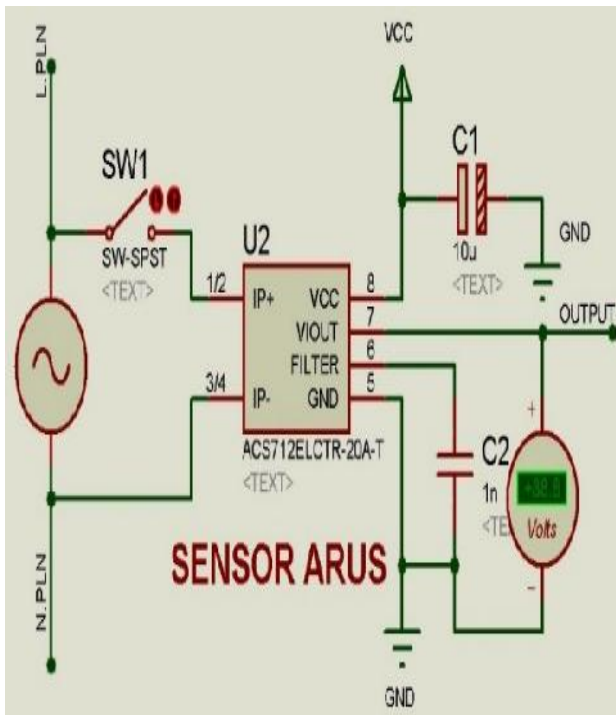 L.PLN
SW1
SW-SPST
<TEXT>
VCC
C1
10u
<TEXT>
GND
U2
1/2
IP+
VCC
8
VIOUT
7
OUTPUT
FILTER
6
3/4
IP-
GND
5
ACS712ELCTR-20A-T
<TEXT>
C2
1n
<TE
+
Volts
-
SENSOR ARUS
N.PLN
GND